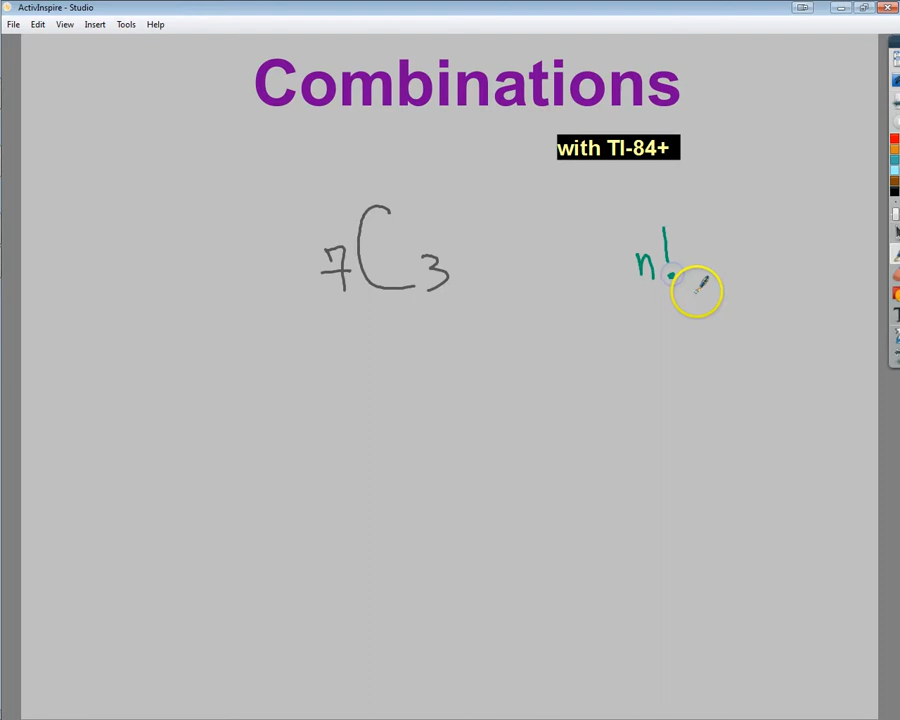 ActivInspire - Studio
File Edit View Insert Tools Help
Combinations
with TI-84+
7C3 n!